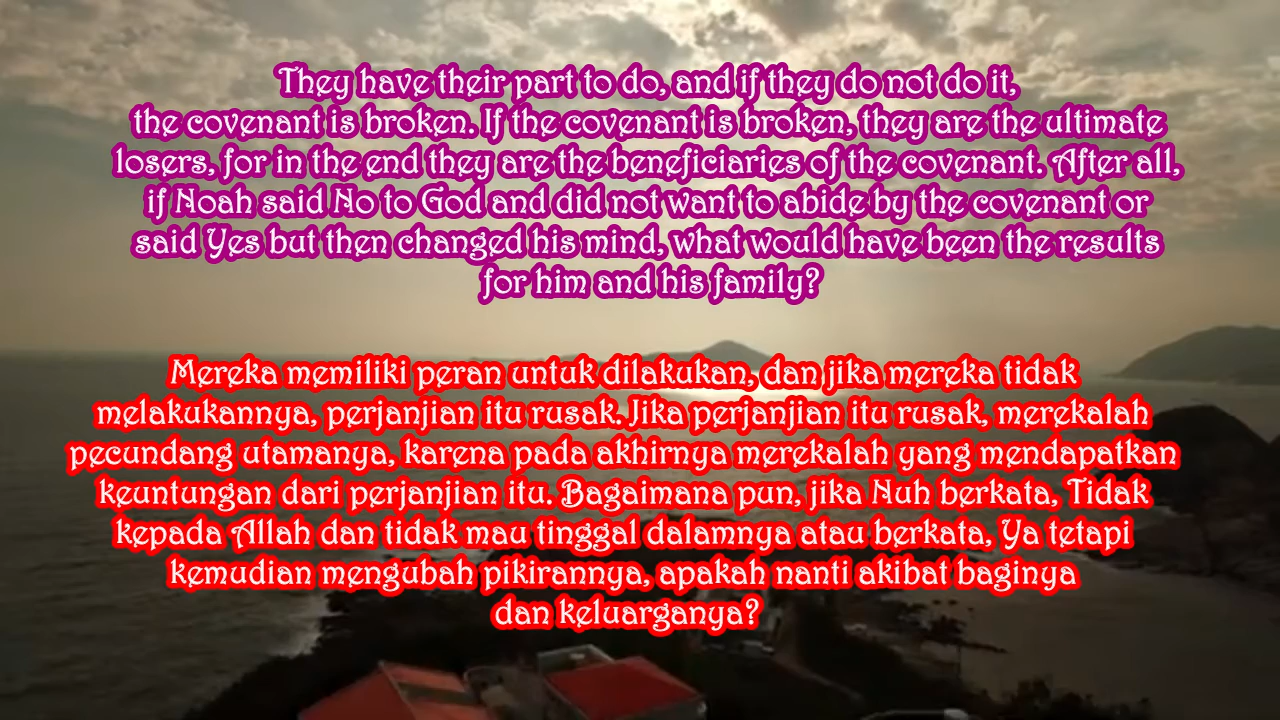 They have their part to do, and if they do not do it,
the covenant is broken. If the covenant is broken, they are the ultimate
losers, for in the end they are the beneficiaries of the covenant. After all,
if Noah said No to God and did not want to abide by the covenant or
said Yes but then changed his mind, what would have been the results
for him and his family?
Mereka memiliki peran untuk dilakukan, dan jika mereka tidak
melakukannya, perjanjian itu rusak. Jika perjanjian itu rusak, merekalah
pecundang utamanya, karena pada akhirnya merekalah yang mendapatkan
keuntungan dari perjanjian itu. Bagaimana pun, jika Nuh berkata, Tidak
kepada Allah dan tidak mau tinggal dalamnya atau berkata, Ya tetapi
kemudian mengubah pikirannya, apakah nanti akibat baginya
dan keluarganya?